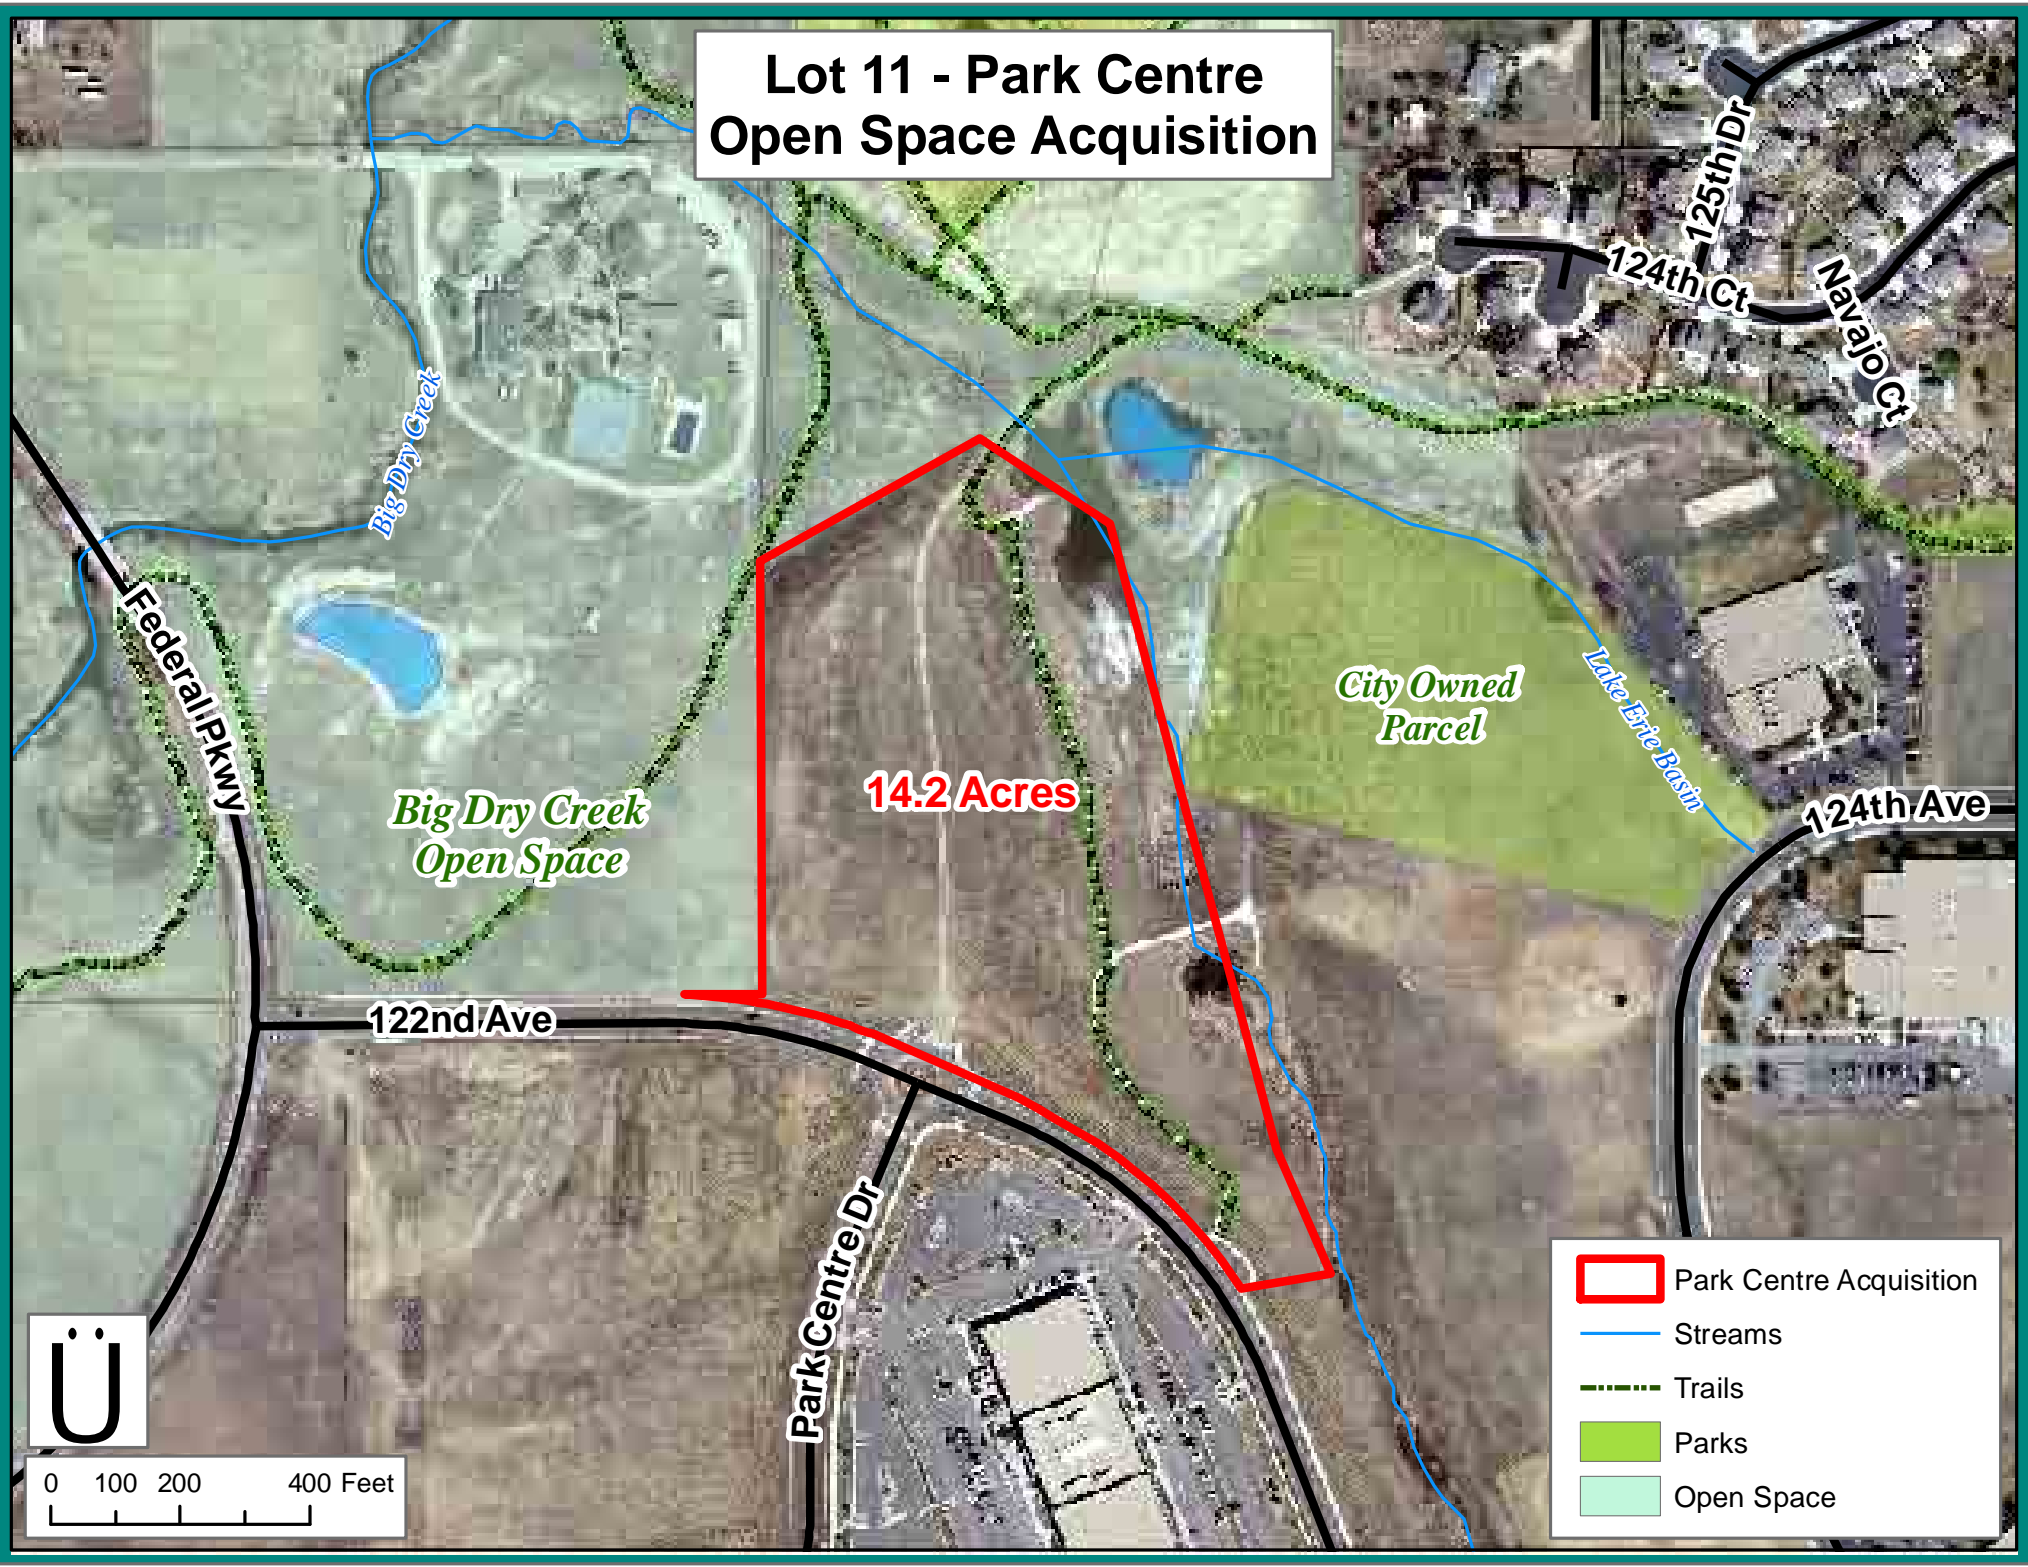 Lot 11 - Park Centre
Open Space Acquisition
125th Dr
124th Ct
Navajo Ct
Big Dry Creek
Federal Pkwy
City Owned
Parcel
Lake Erie Basin
14.2 Acres
Big Dry Creek
Open Space
124th Ave
122nd Ave
Park Centre Dr
Park Centre Acquisition
Streams
Trails
Parks
Open Space
Ü
0 100 200 400 Feet